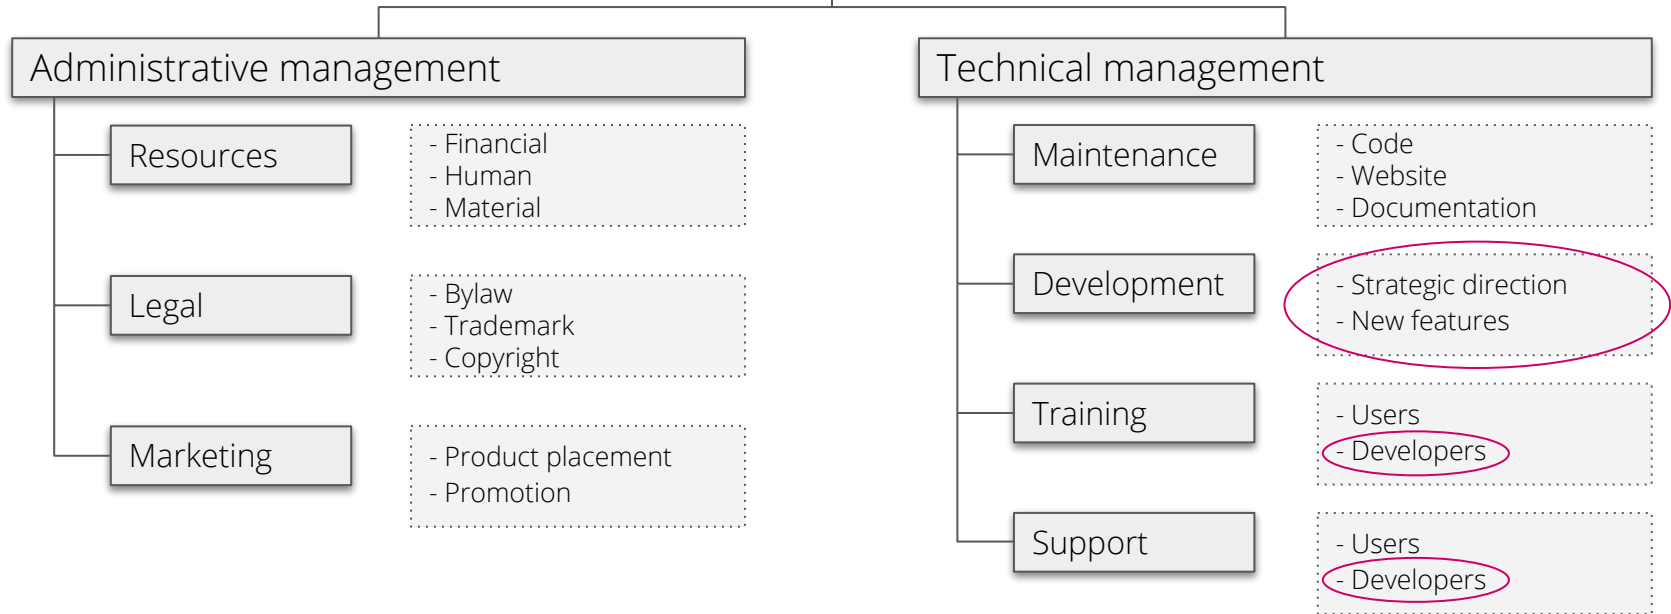 Administrative management
Resources
- Financial
- Human
- Material
Legal
- Bylaw
- Trademark
- Copyright
Marketing
- Product placement
- Promotion
Technical management
Maintenance
- Code
- Website
- Documentation
Development
- Strategic direction
- New features
Training
- Users
- Developers
Support
- Users
- Developers